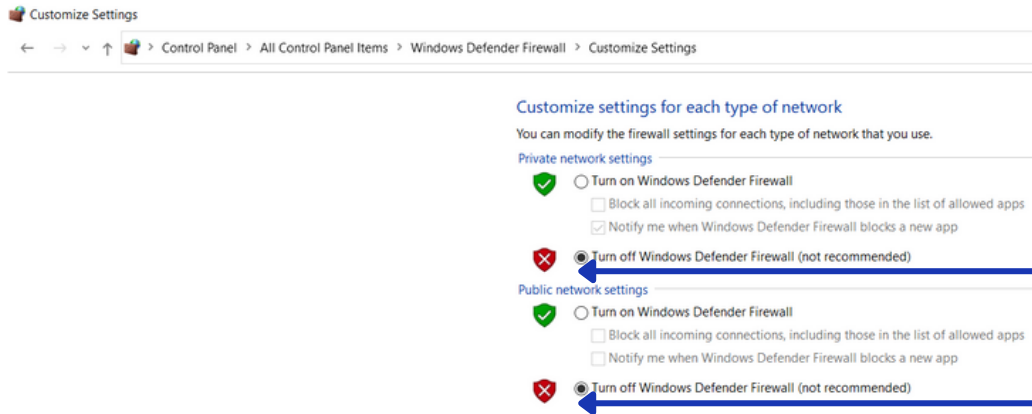 Customize Settings
Control Panel > All Control Panel Items > Windows Defender Firewall > Customize Settings
Customize settings for each type of network
You can modify the firewall settings for each type of network that you use.
Private network settings
Turn on Windows Defender Firewall
Block all incoming connections, including those in the list of allowed apps
Notify me when Windows Defender Firewall blocks a new app
Turn off Windows Defender Firewall (not recommended)
Public network settings
Turn on Windows Defender Firewall
Block all incoming connections, including those in the list of allowed apps
Notify me when Windows Defender Firewall blocks a new app
Turn off Windows Defender Firewall (not recommended)